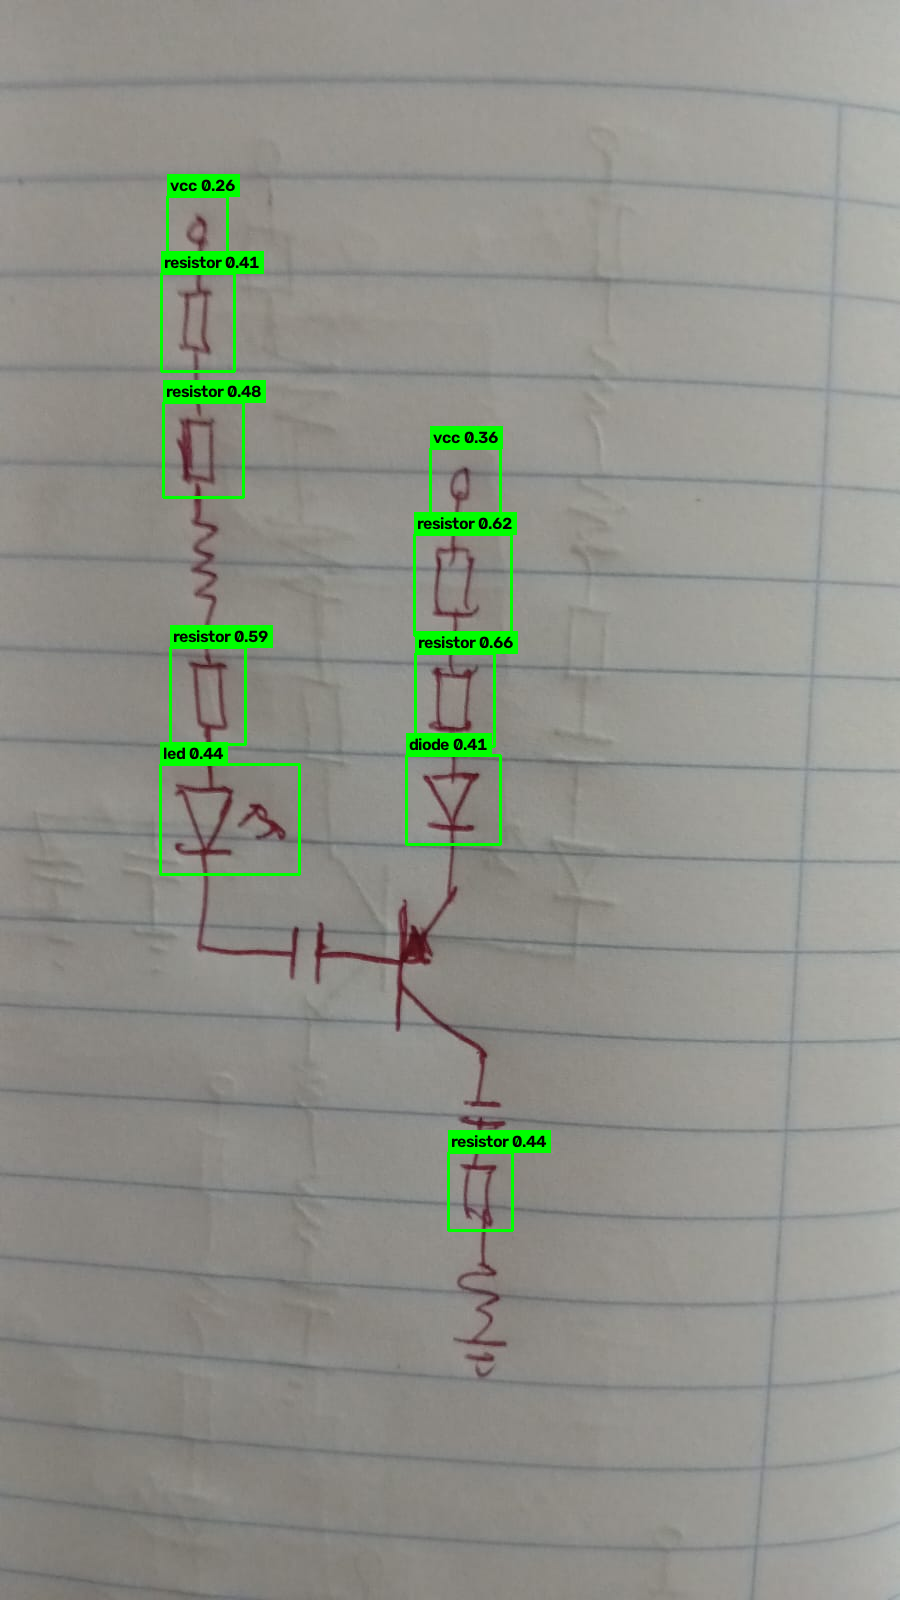 vcc 0.26
resistor 0.41
resistor 0.48
vcc 0.36
resistor 0.62
resistor 0.59
resistor 0.66
led 0.44
diode 0.41
resistor 0.44